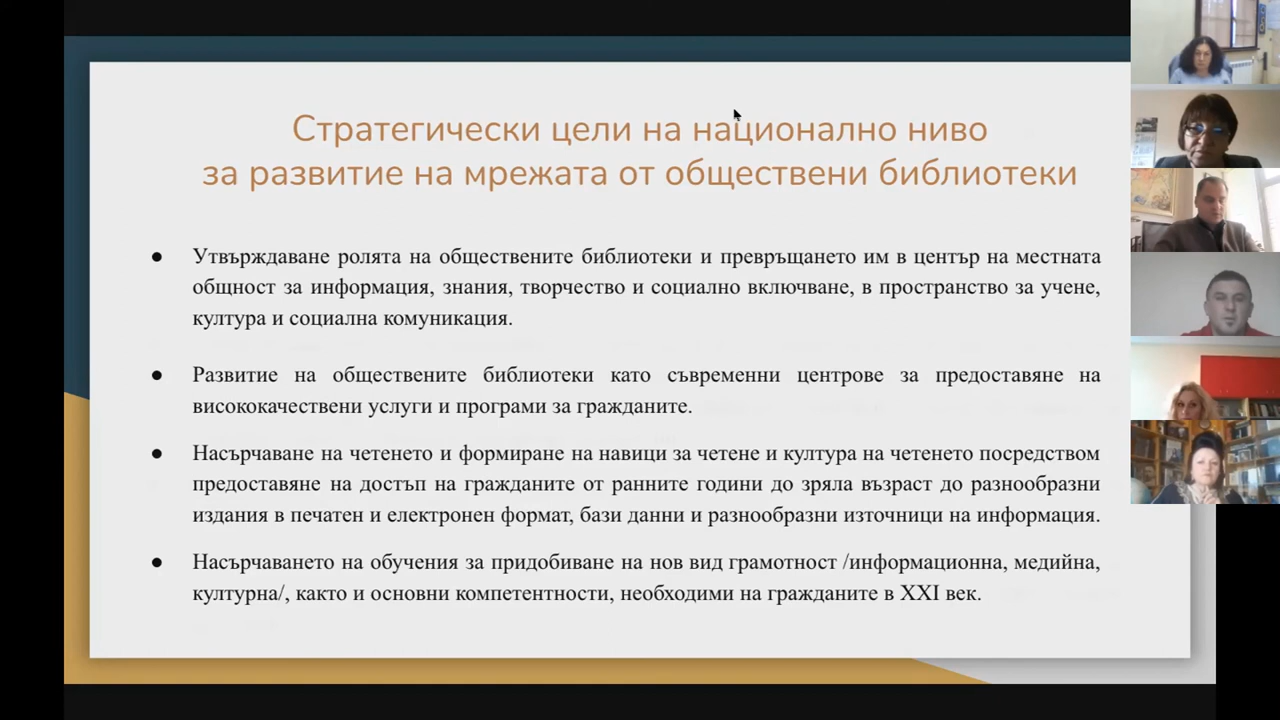 Стратегически цели на национално ниво
за развитие на мрежата от обществени библиотеки
● Утвърждаване ролята на обществените библиотеки и превръщането им в център на местната
общност за информация, знания, творчество и социално включване, в пространство за учене,
култура и социална комуникация.
● Развитие на обществените библиотеки като съвременни центрове за предоставяне на
висококачествени услуги и програми за гражданите.
● Насърчаване на четенето и формиране на навици за четене и култура на четенето посредством
предоставяне на достъп на гражданите от ранните години до зряла възраст до разнообразни
издания в печатен и електронен формат, бази данни и разнообразни източници на информация.
● Насърчаването на обучения за придобиване на нов вид грамотност /информационна, медийна,
културна/, както и основни компетентности, необходими на гражданите в XXI век.